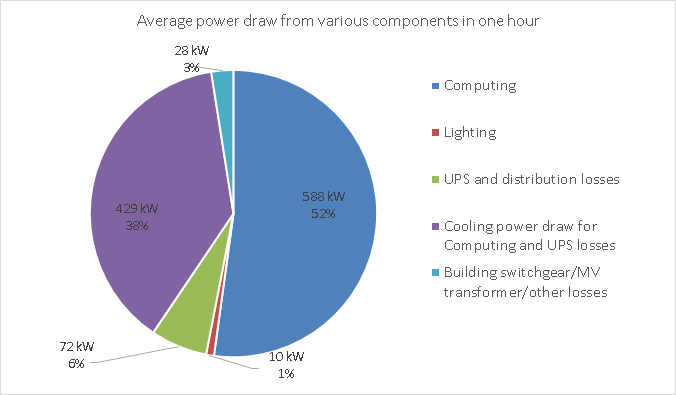 Average power draw from various components in one hour
28 kW
3%
588 kW
52%
429 kW
38%
72 kW
6%
10 kW
1%
Computing
Lighting
UPS and distribution losses
Cooling power draw for
Computing and UPS losses
Building switchgear/MV
transformer/other losses